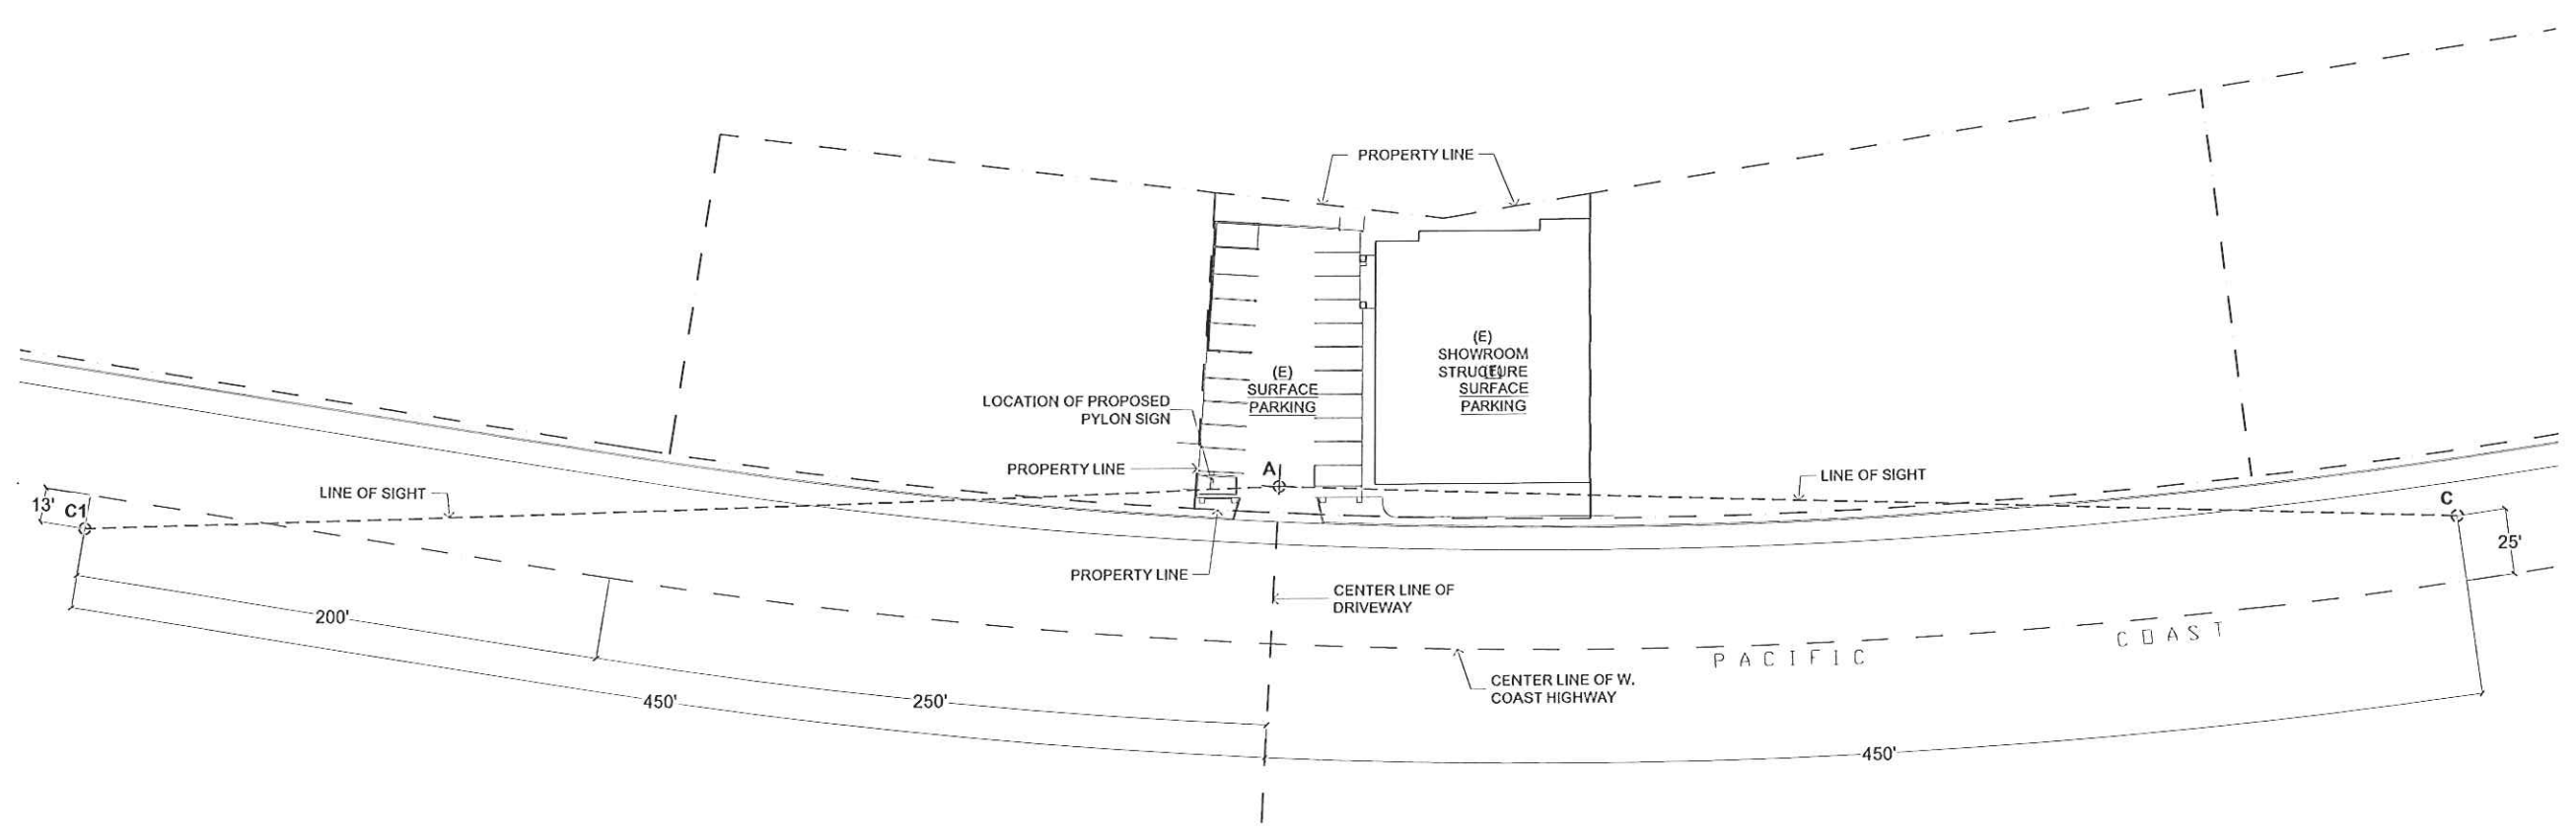 PROPERTY LINE
(E)
SHOWROOM
STRUCTURE
(E)
SURFACE
PARKING
(E)
SURFACE
PARKING
LOCATION OF PROPOSED
PYLON SIGN
PROPERTY LINE
A
LINE OF SIGHT
LINE OF SIGHT
13'
C1
C
25'
PROPERTY LINE
CENTER LINE OF
DRIVEWAY
200'
450'
250'
CENTER LINE OF W.
COAST HIGHWAY
PACIFIC
COAST
450'